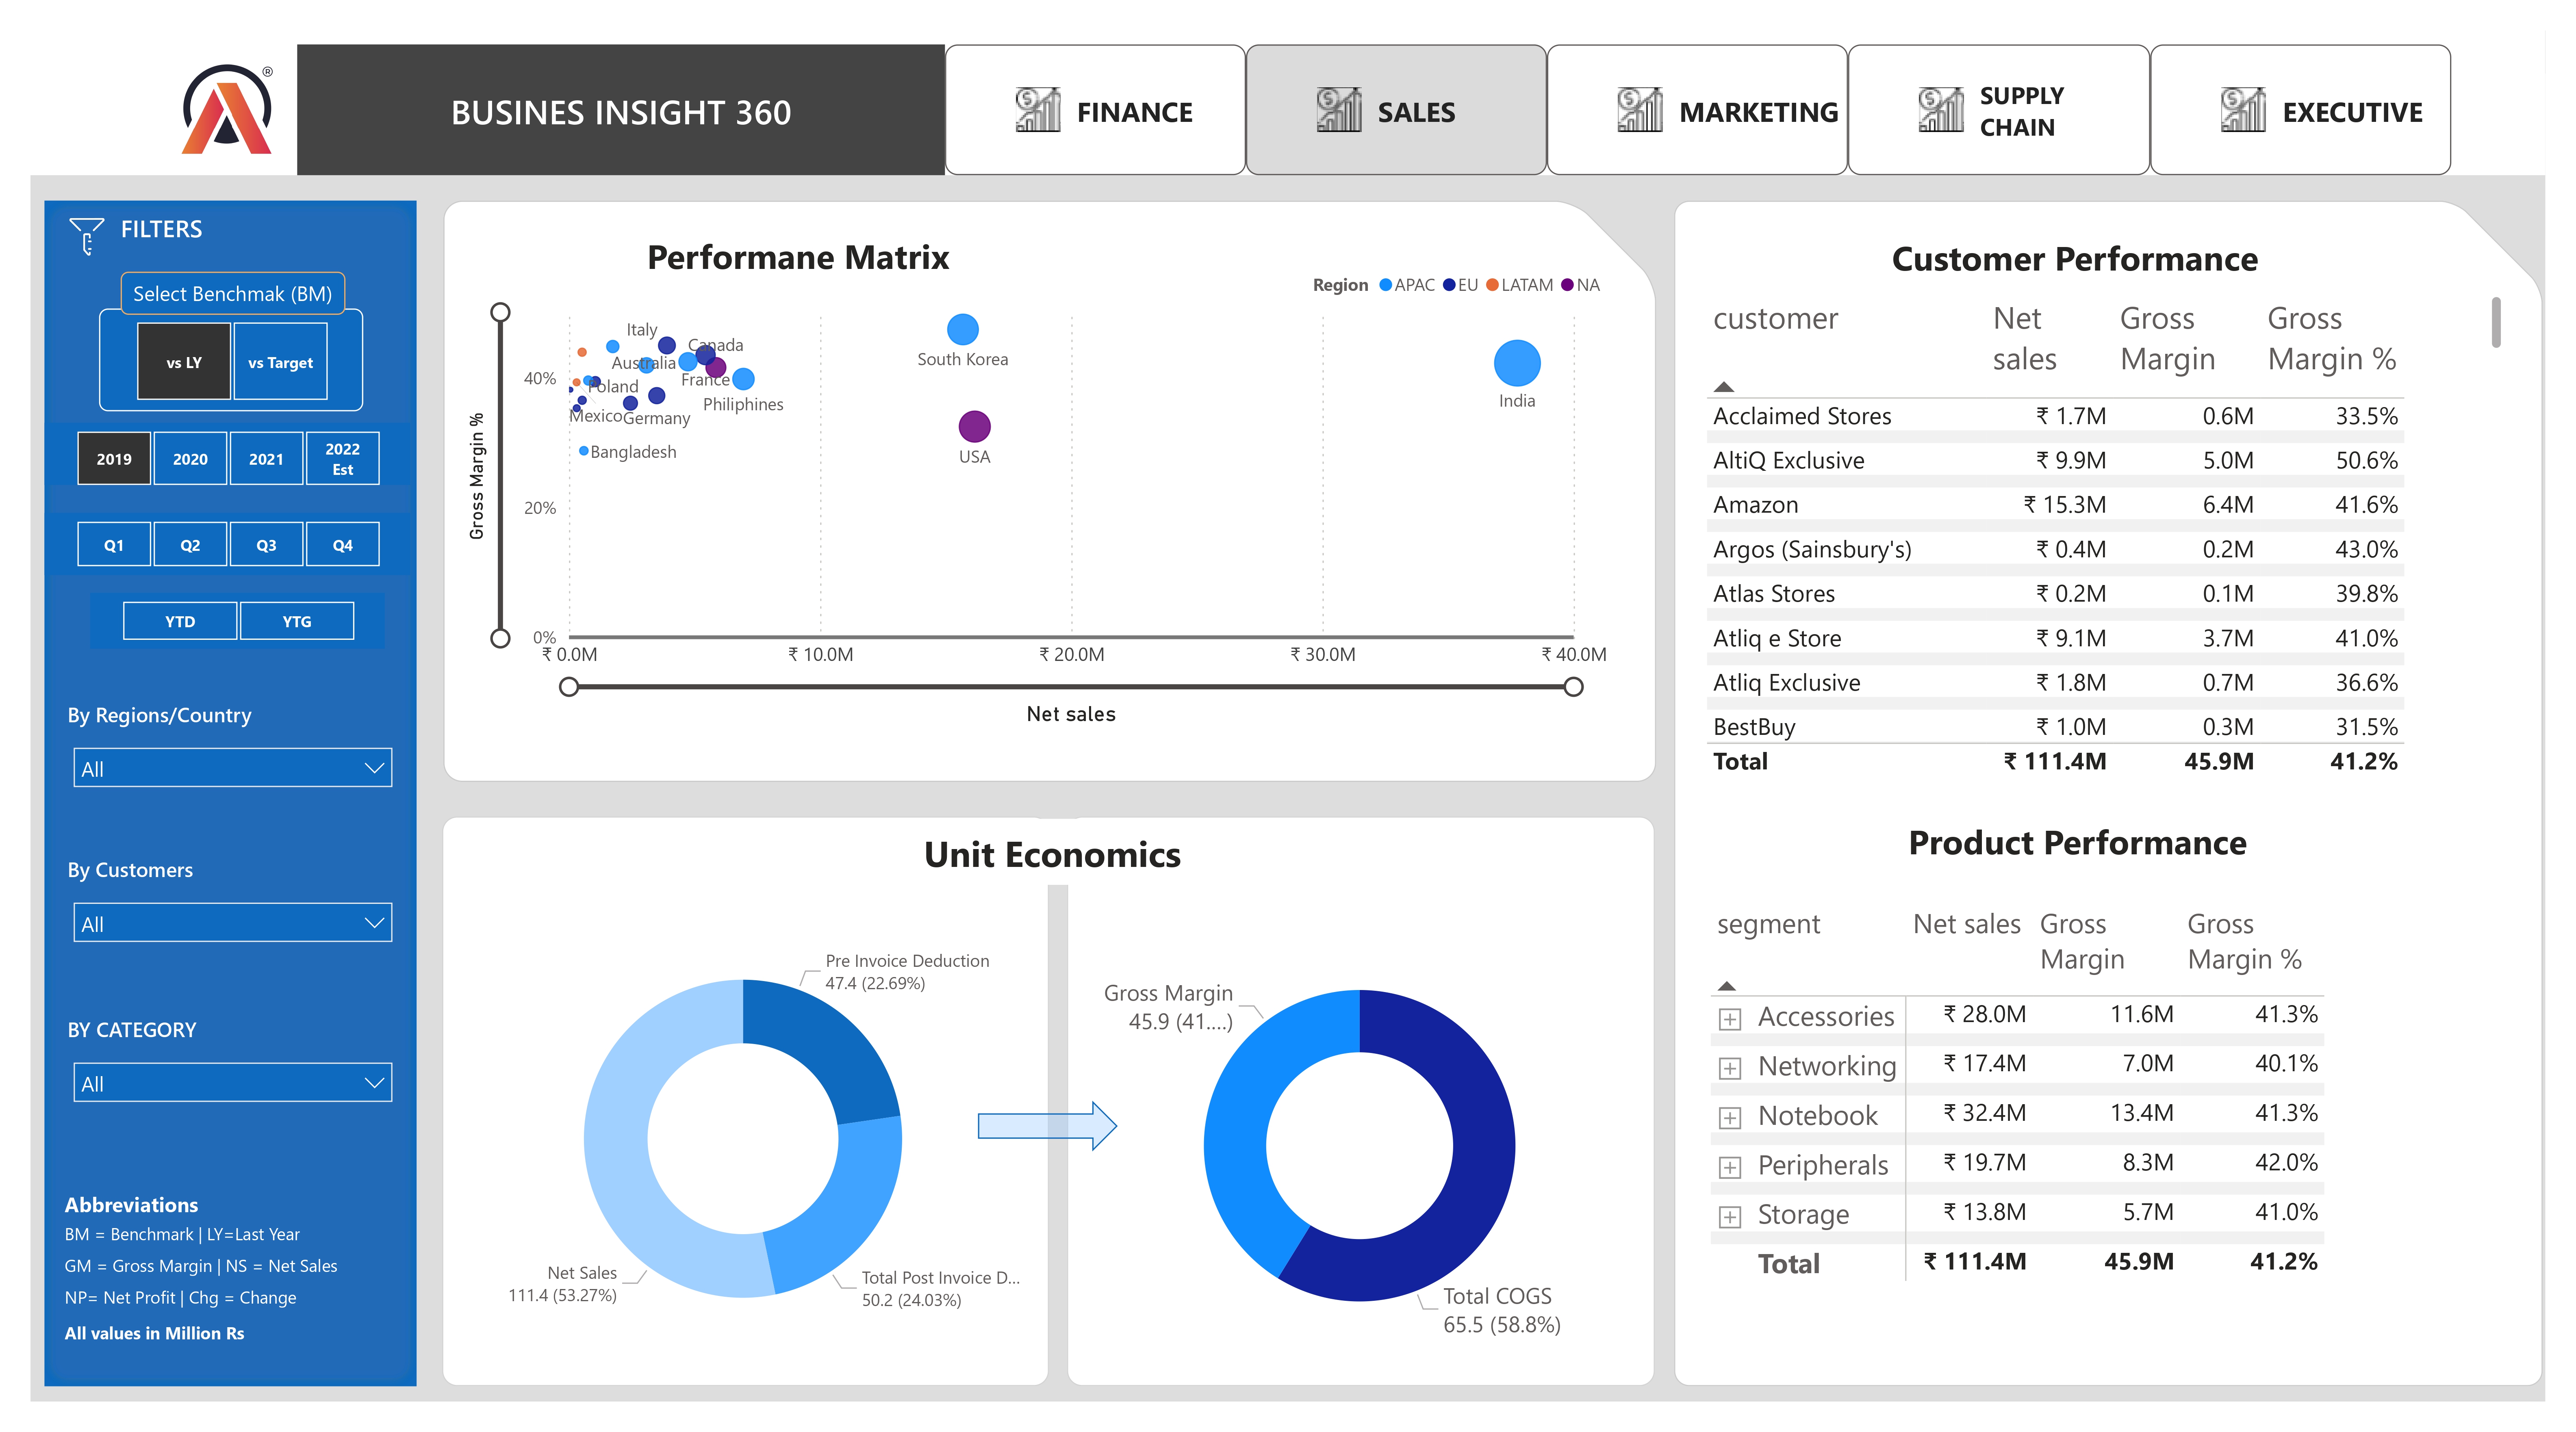 ®
BUSINES INSIGHT 360
FINANCE
SALES
MARKETING
SUPPLY
CHAIN
EXECUTIVE
FILTERS
Select Benchmak (BM)
vs LY
vs Target
2019
2020
2021
2022
Est
Q1
Q2
Q3
Q4
YTD
YTG
By Regions/Country
All
By Customers
All
BY CATEGORY
All
Abbreviations
BM = Benchmark | LY=Last Year
GM = Gross Margin | NS = Net Sales
NP= Net Profit | Chg = Change
All values in Million Rs
Performane Matrix
Region APAC EU LATAM NA
Gross Margin %
40%
20%
0%
Italy
Canada
Australia
Poland
France
Mexico
Germany
Philiphines
Bangladesh
South Korea
USA
India
₹ 0.0M
₹ 10.0M
₹ 20.0M
₹ 30.0M
₹ 40.0M
Net sales
Unit Economics
Pre Invoice Deduction
47.4 (22.69%)
Net Sales
111.4 (53.27%)
Total Post Invoice D...
50.2 (24.03%)
Gross Margin
45.9 (41....)
Total COGS
65.5 (58.8%)
Customer Performance
customer Net Gross Gross
sales Margin Margin %
Acclaimed Stores ₹ 1.7M 0.6M 33.5%
AltiQ Exclusive ₹ 9.9M 5.0M 50.6%
Amazon ₹ 15.3M 6.4M 41.6%
Argos (Sainsbury's) ₹ 0.4M 0.2M 43.0%
Atlas Stores ₹ 0.2M 0.1M 39.8%
Atliq e Store ₹ 9.1M 3.7M 41.0%
Atliq Exclusive ₹ 1.8M 0.7M 36.6%
BestBuy ₹ 1.0M 0.3M 31.5%
Total ₹ 111.4M 45.9M 41.2%
Product Performance
segment Net sales Gross Gross
Margin Margin %
Accessories ₹ 28.0M 11.6M 41.3%
Networking ₹ 17.4M 7.0M 40.1%
Notebook ₹ 32.4M 13.4M 41.3%
Peripherals ₹ 19.7M 8.3M 42.0%
Storage ₹ 13.8M 5.7M 41.0%
Total ₹ 111.4M 45.9M 41.2%